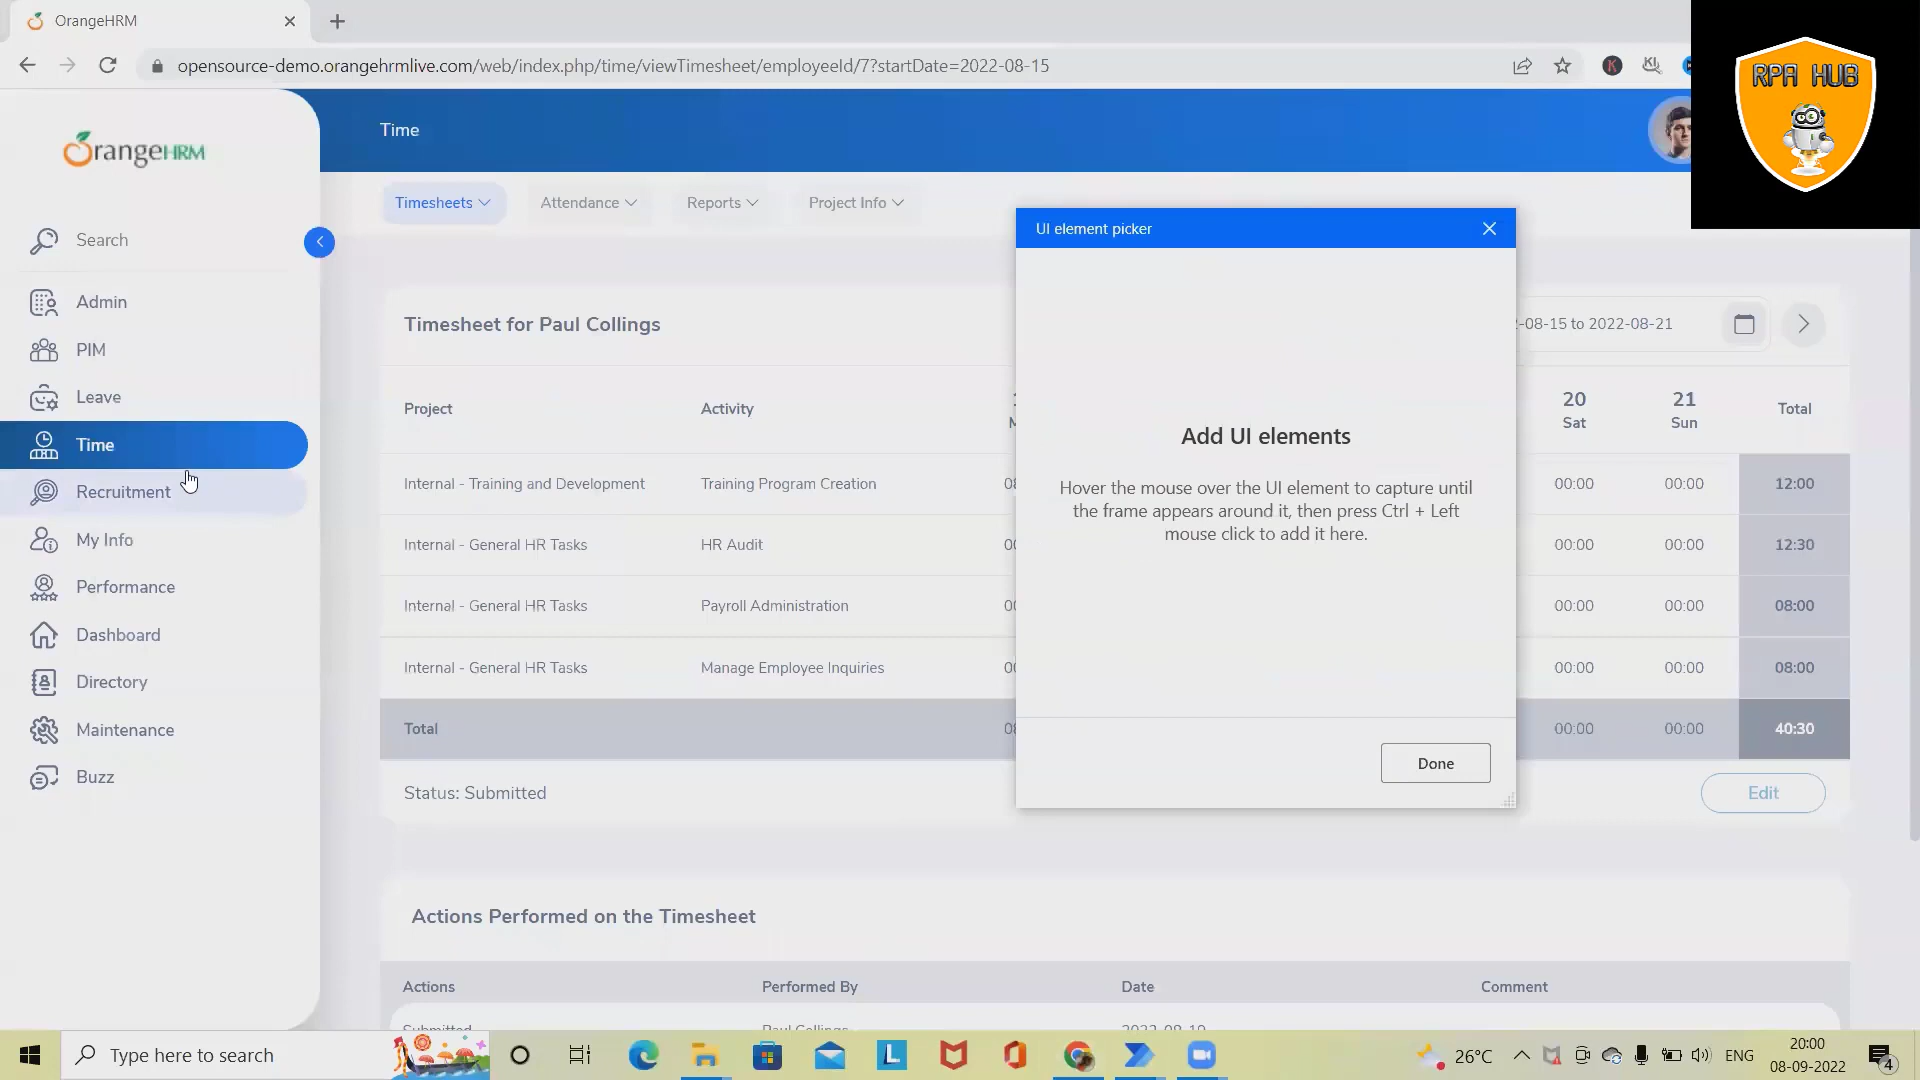 OrangeHRM
opensource-demo.orangehrmlive.com/web/index.php/time/viewTimesheet/employeeId/7?startDate=2022-08-15
RPA HUB
OrangeHRM
Time
Timesheets
Attendance
Reports
Project Info
Search
Admin
PIM
Leave
Time
Recruitment
My Info
Performance
Dashboard
Directory
Maintenance
Buzz
Timesheet for Paul Collings
-08-15 to 2022-08-21
Project Activity 20 Sat 21 Sun Total
Internal - Training and Development Training Program Creation 00:00 00:00 12:00
Internal - General HR Tasks HR Audit 00:00 00:00 12:30
Internal - General HR Tasks Payroll Administration 00:00 00:00 08:00
Internal - General HR Tasks Manage Employee Inquiries 00:00 00:00 08:00
Total 00:00 00:00 40:30
Status: Submitted
Edit
UI element picker
Add UI elements
Hover the mouse over the UI element to capture until
the frame appears around it, then press Ctrl + Left
mouse click to add it here.
Done
Actions Performed on the Timesheet
Actions Performed By Date Comment
Submitted Paul Collings 2022-08-19
Type here to search
26°C
ENG
20:00
08-09-2022
4